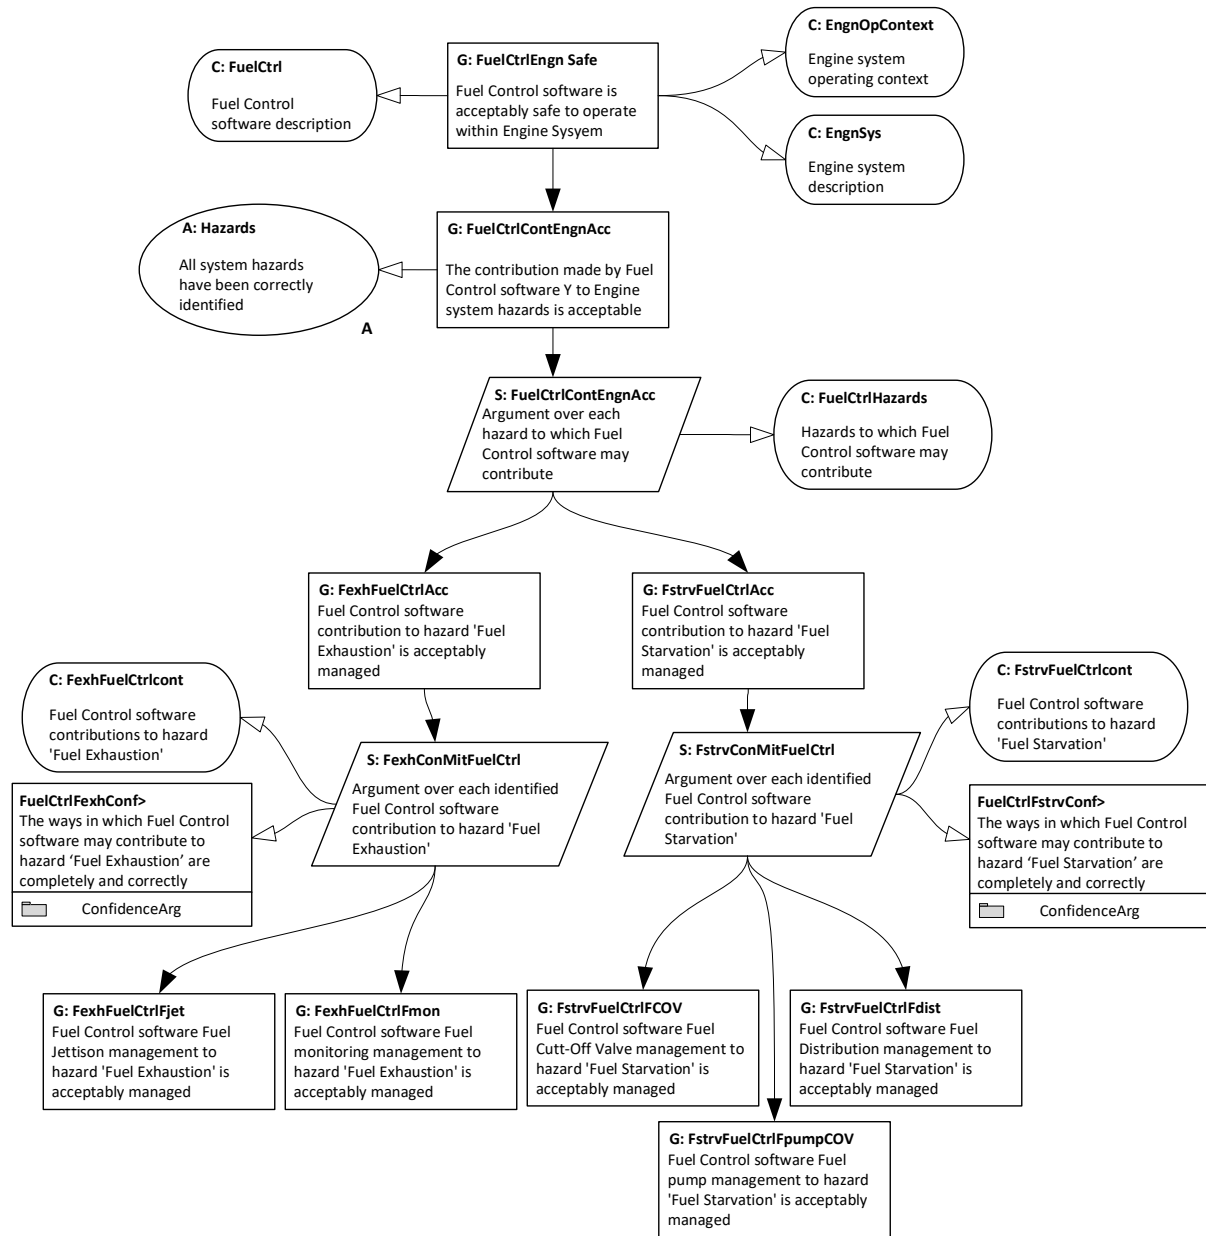 C: EngnOpContext
Engine system
operating context
C: FuelCtrl
Fuel Control
software description
G: FuelCtrlEngn Safe
Fuel Control software is
acceptably safe to operate
within Engine Sysyem
C: EngnSys
Engine system
description
A: Hazards
All system hazards
have been correctly
identified
A
G: FuelCtrlContEngnAcc
The contribution made by Fuel
Control software Y to Engine
system hazards is acceptable
S: FuelCtrlContEngnAcc
Argument over each
hazard to which Fuel
Control software may
contribute
C: FuelCtrlHazards
Hazards to which Fuel
Control software may
contribute
G: FexhFuelCtrlAcc
Fuel Control software
contribution to hazard 'Fuel
Exhaustion' is acceptably
managed
G: FstrvFuelCtrlAcc
Fuel Control software
contribution to hazard 'Fuel
Starvation' is acceptably
managed
C: FexhFuelCtrlcont
Fuel Control software
contributions to hazard
'Fuel Exhaustion'
C: FstrvFuelCtrlcont
Fuel Control software
contributions to hazard
'Fuel Starvation'
S: FexhConMitFuelCtrl
Argument over each identified
Fuel Control software
contribution to hazard 'Fuel
Exhaustion'
S: FstrvConMitFuelCtrl
Argument over each identified
Fuel Control software
contribution to hazard 'Fuel
Starvation'
FuelCtrlFexhConf>
The ways in which Fuel Control
software may contribute to
hazard ‘Fuel Exhaustion’ are
completely and correctly
ConfidenceArg
FuelCtrlFstrvConf>
The ways in which Fuel Control
software may contribute to
hazard ‘Fuel Starvation’ are
completely and correctly
ConfidenceArg
G: FexhFuelCtrlFjet
Fuel Control software Fuel
Jettison management to
hazard 'Fuel Exhaustion' is
acceptably managed
G: FexhFuelCtrlFmon
Fuel Control software Fuel
monitoring management to
hazard 'Fuel Exhaustion' is
acceptably managed
G: FstrvFuelCtrlFCOV
Fuel Control software Fuel
Cutt-Off Valve management to
hazard 'Fuel Starvation' is
acceptably managed
G: FstrvFuelCtrlFdist
Fuel Control software Fuel
Distribution management to
hazard 'Fuel Starvation' is
acceptably managed
G: FstrvFuelCtrlFpumpCOV
Fuel Control software Fuel
pump management to hazard
'Fuel Starvation' is acceptably
managed